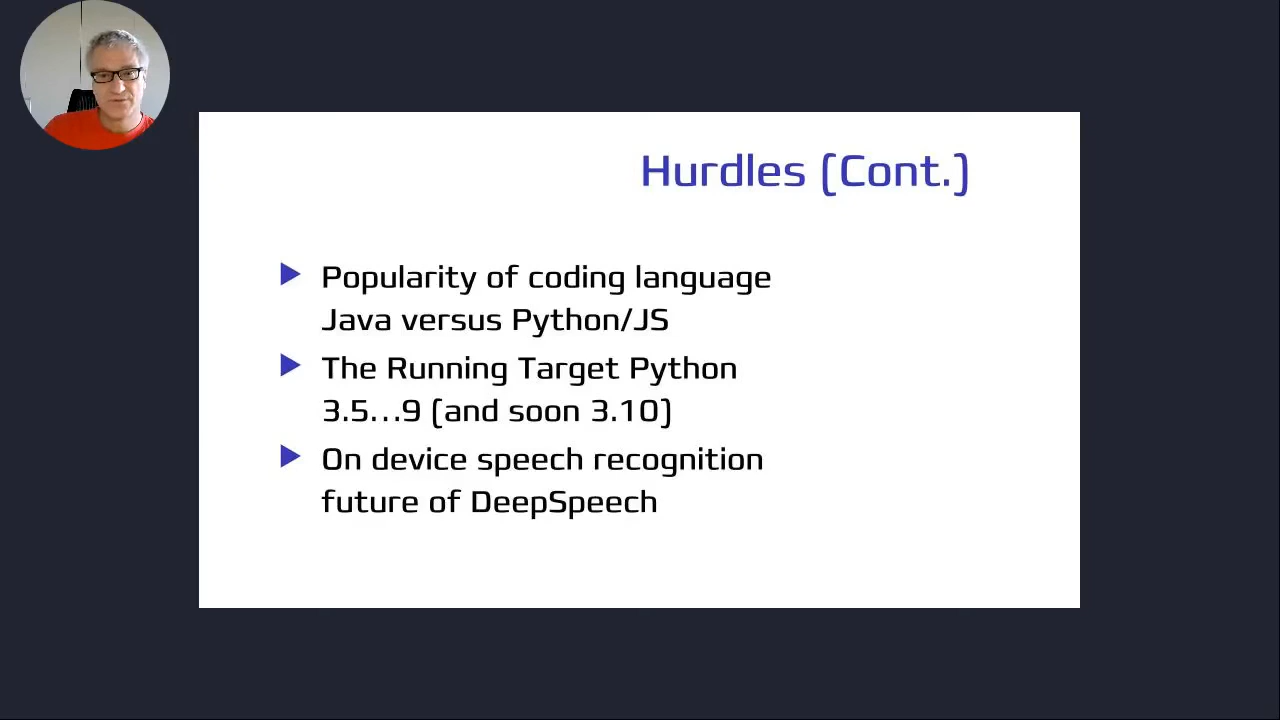 Hurdles (Cont.)
Popularity of coding language
Java versus Python/JS
The Running Target Python
3.5...9 (and soon 3.10)
On device speech recognition
future of DeepSpeech